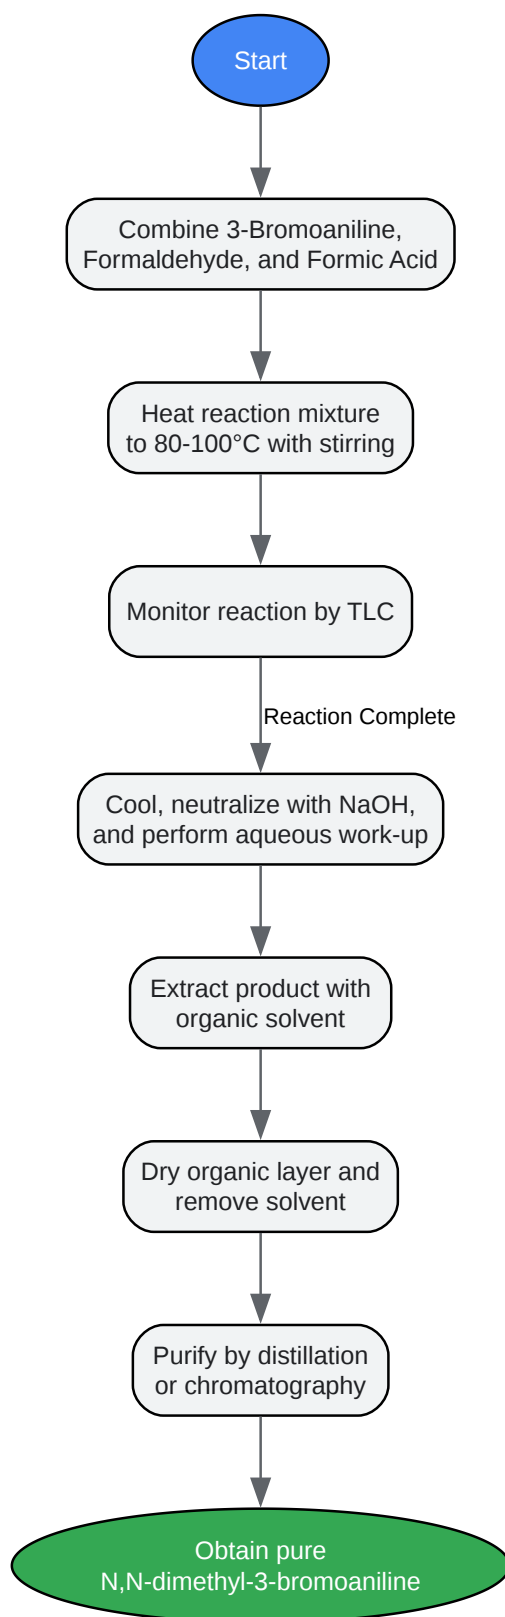 Start
Combine 3-Bromoaniline,
Formaldehyde, and Formic Acid
Heat reaction mixture
to 80-100°C with stirring
Monitor reaction by TLC
Reaction Complete
Cool, neutralize with NaOH,
and perform aqueous work-up
Extract product with
organic solvent
Dry organic layer and
remove solvent
Purify by distillation
or chromatography
Obtain pure
N,N-dimethyl-3-bromoaniline